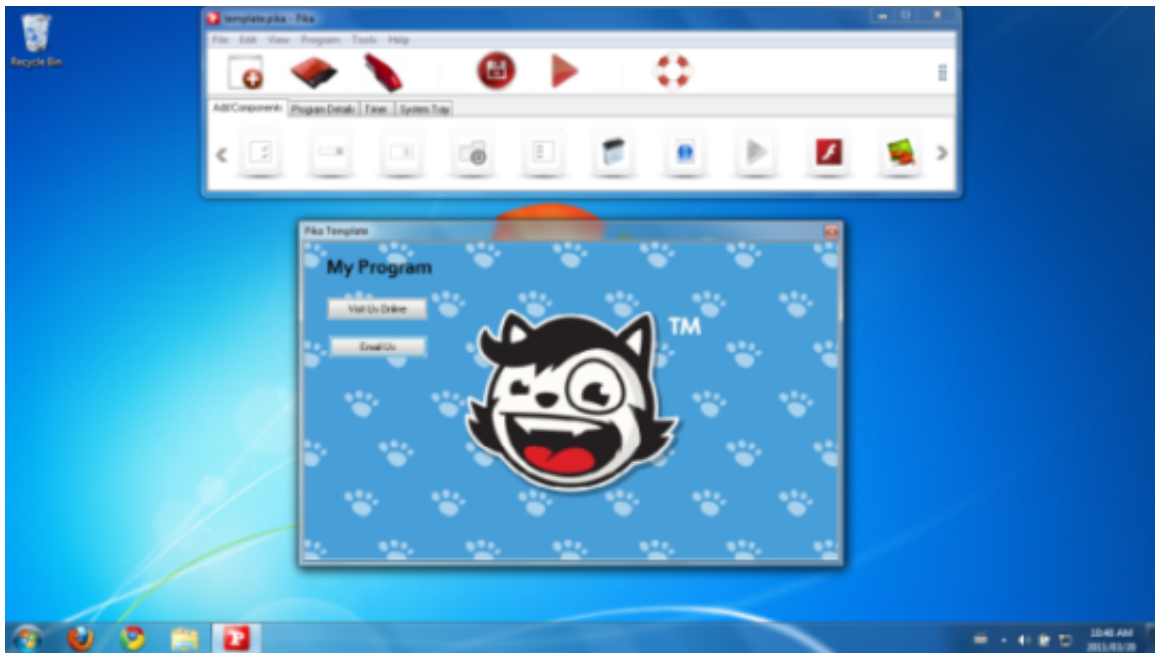 Recycle Bin
template.pika - Pika
File Edit View Program Tools Help
Add Components Program Details Timer System Tray
Pika Template
My Program
Visit Us Online
Email Us
TM
10:48 AM